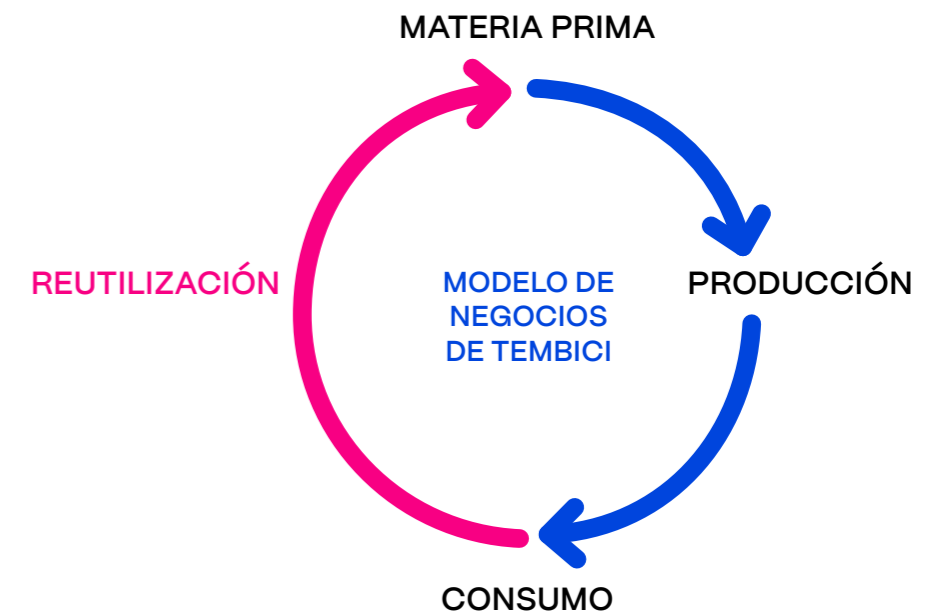 MATERIA PRIMA
REUTILIZACIÓN
MODELO DE
NEGOCIOS
DE TEMBICI
PRODUCCIÓN
CONSUMO